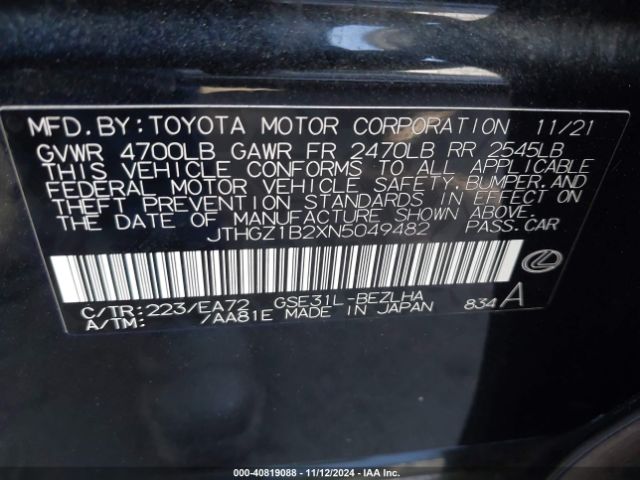 MFD. BY: TOYOTA MOTOR CORPORATION 11/21
GVWR 4700LB GAWR FR 2470LB RR 2545LB
THIS VEHICLE CONFORMS TO ALL APPLICABLE
FEDERAL MOTOR VEHICLE SAFETY, BUMPER, AND
THEFT PREVENTION STANDARDS IN EFFECT ON
THE DATE OF MANUFACTURE SHOWN ABOVE.
JTHGZ1B2XN5049482 PASS. CAR
C/TR: 223/EA72 GSE31L-BEZLHA
A/TM: /AA81E MADE IN JAPAN 834 A
000-40819088 - 11/12/2024 - IAA Inc.